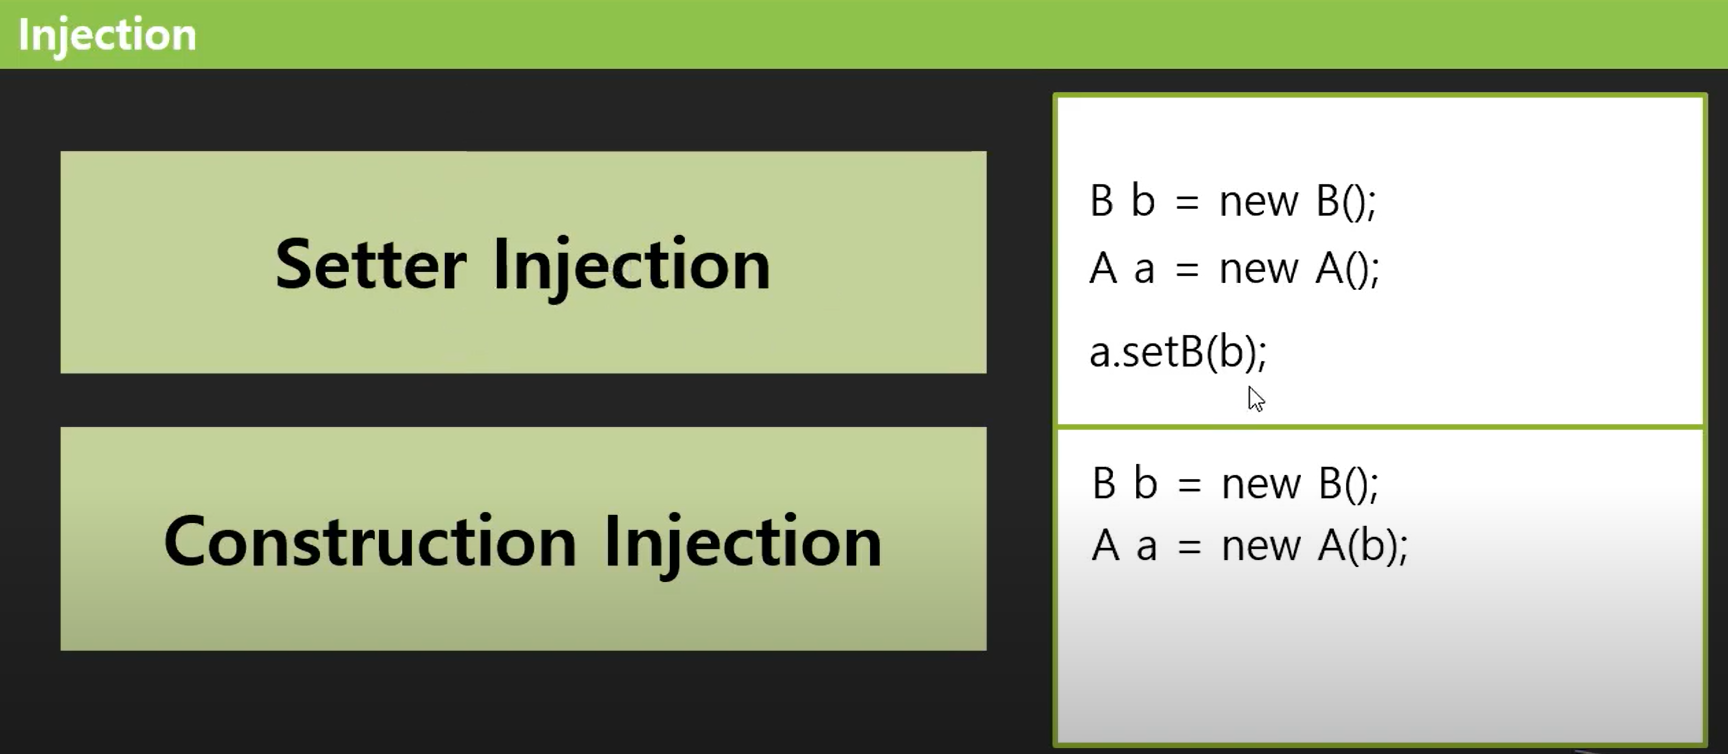 Injection
Setter Injection
B b = new B();
A a = new A();
a.setB(b);
Construction Injection
B b = new B();
A a = new A(b);